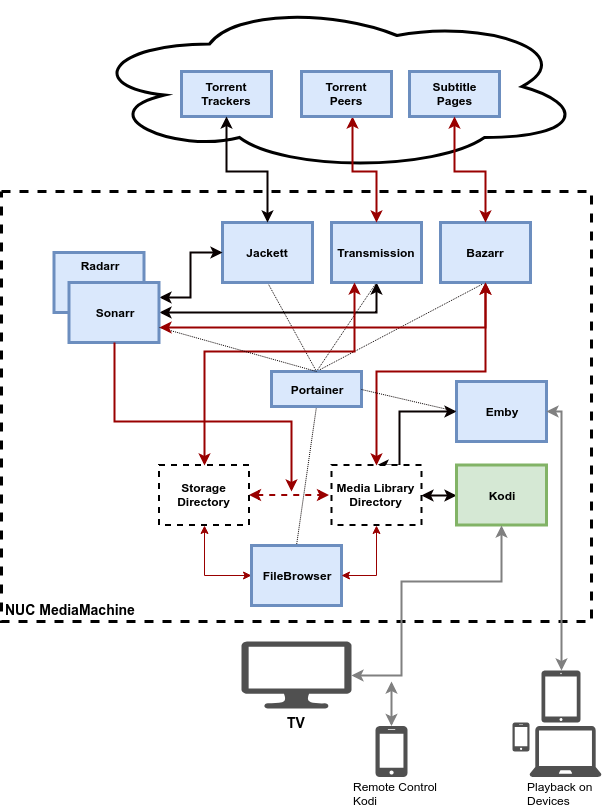 Torrent
Trackers
Torrent
Peers
Subtitle
Pages
Jackett
Transmission
Bazarr
Radarr
Sonarr
Portainer
Emby
Storage
Directory
Media Library
Directory
Kodi
FileBrowser
NUC MediaMachine
TV
Remote Control
Kodi
Playback on
Devices